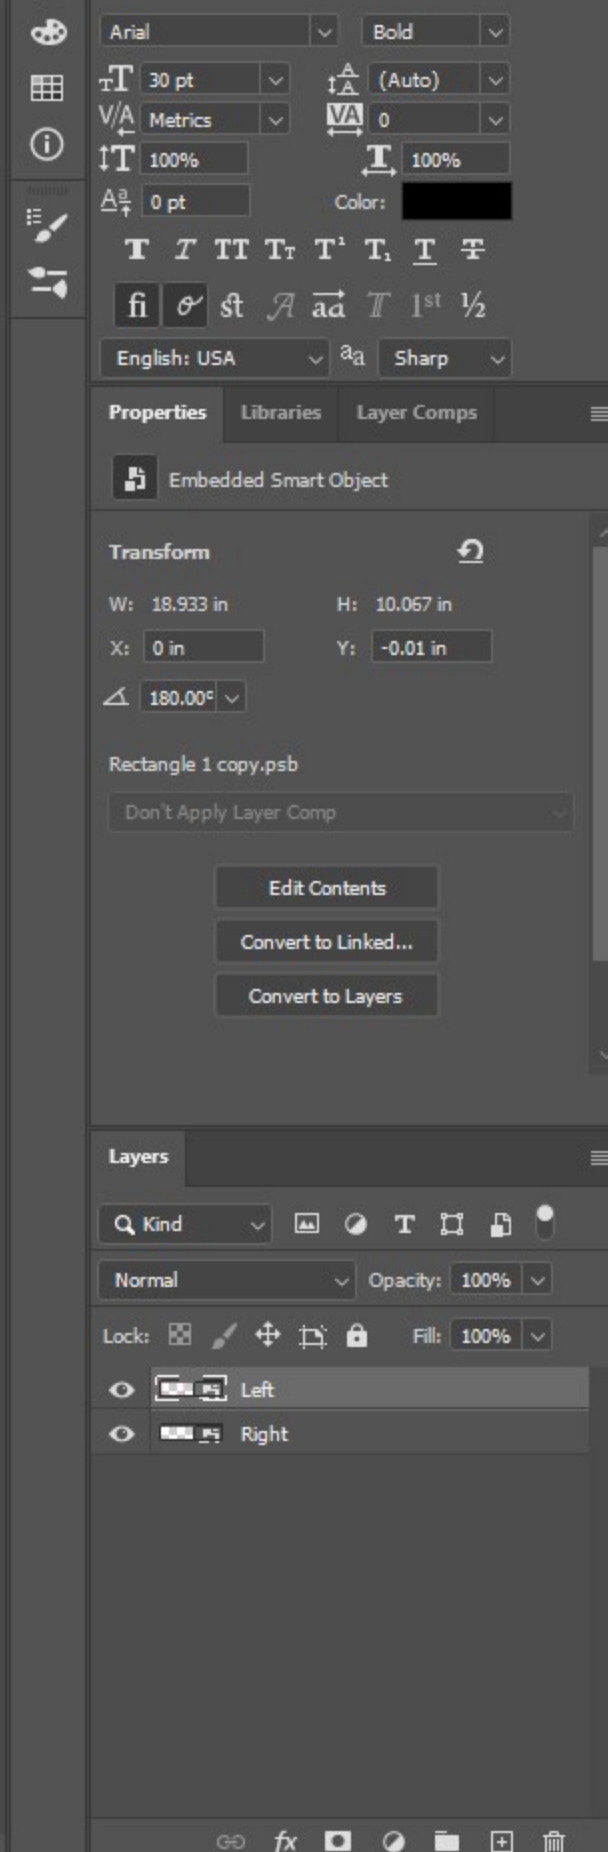 Arial Bold
30 pt (Auto)
Metrics 0
100% 100%
0 pt Color:
T T TT Tт T¹ T₁ T T
fi o st A aa T 1st ½
English: USA aa Sharp
Properties Libraries Layer Comps
Embedded Smart Object
Transform
W: 18.933 in H: 10.067 in
X: 0 in Y: -0.01 in
180.00°
Rectangle 1 copy.psb
Don't Apply Layer Comp
Edit Contents
Convert to Linked...
Convert to Layers
Layers
Kind T
Normal Opacity: 100%
Lock: Fill: 100%
Left
Right
fx